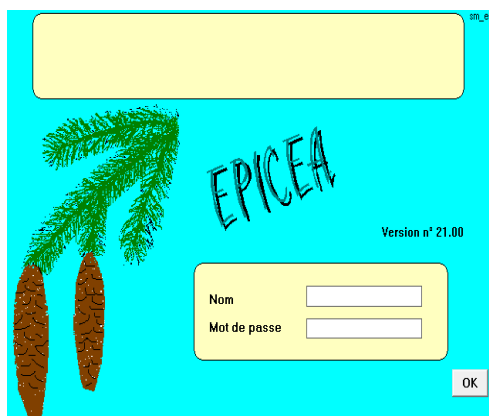 sm_e
EPICEA
Version n° 21.00
Nom
Mot de passe
OK